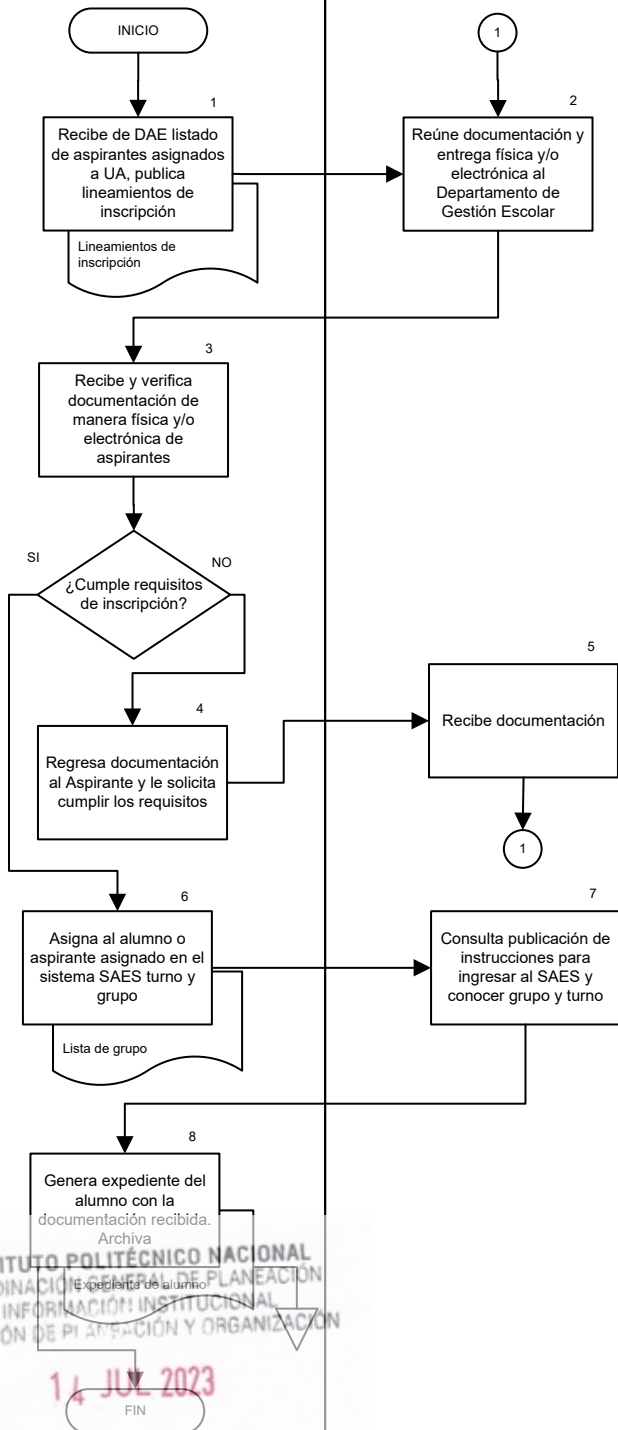 INICIO
1
1
Recibe de DAE listado
de aspirantes asignados
a UA, publica
lineamientos de
inscripción
Lineamientos de
inscripción
2
Reúne documentación y
entrega física y/o
electrónica al
Departamento de
Gestión Escolar
3
Recibe y verifica
documentación de
manera física y/o
electrónica de
aspirantes
SI
NO
¿Cumple requisitos
de inscripción?
4
Regresa documentación
al Aspirante y le solicita
cumplir los requisitos
5
Recibe documentación
1
6
Asigna al alumno o
aspirante asignado en el
sistema SAES turno y
grupo
Lista de grupo
7
Consulta publicación de
instrucciones para
ingresar al SAES y
conocer grupo y turno
8
Genera expediente del
alumno con la
documentación recibida.
Archiva
Expediente de alumno
ITUTO POLITÉCNICO NACIONAL
DINACIÓN GENERAL DE PLANEACIÓN
INFORMACIÓN INSTITUCIONAL
ÓN DE PLANEACIÓN Y ORGANIZACIÓN
14 JUL 2023
FIN